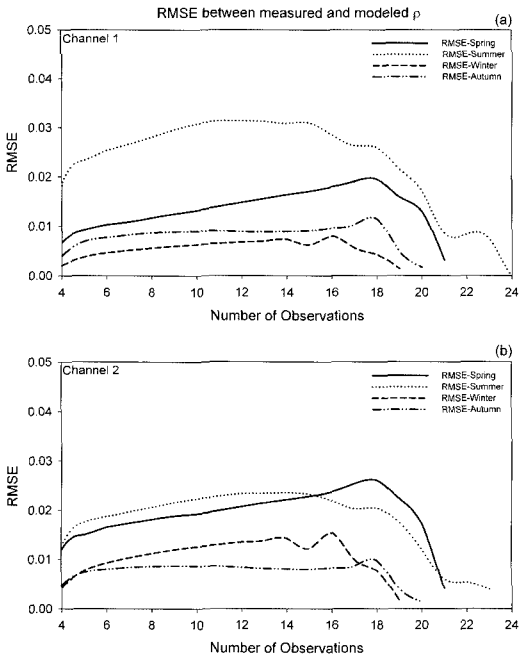 RMSE between measured and modeled ρ
(a)
Channel 1
RMSE-Spring
RMSE-Summer
RMSE-Winter
RMSE-Autumn
0.05
0.04
0.03
0.02
0.01
0.00
RMSE
4 6 8 10 12 14 16 18 20 22 24
Number of Observations
(b)
Channel 2
RMSE-Spring
RMSE-Summer
RMSE-Winter
RMSE-Autumn
0.05
0.04
0.03
0.02
0.01
0.00
RMSE
4 6 8 10 12 14 16 18 20 22 24
Number of Observations